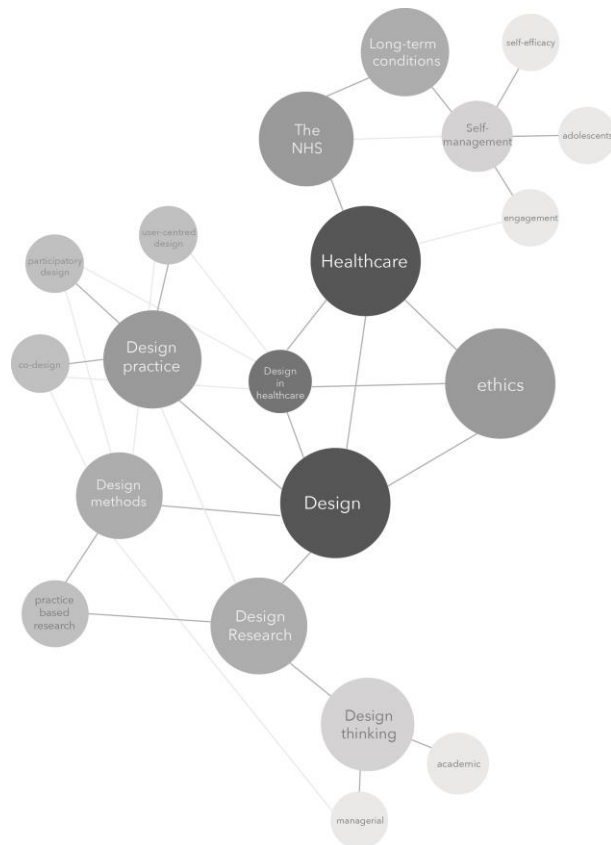 Long-term
conditions
self-efficacy
The
NHS
Self-
management
adolescents
engagement
user-centred
design
participatory
design
Healthcare
co-design
Design
practice
Design
in
healthcare
ethics
Design
methods
Design
practice
based
research
Design
Research
Design
thinking
academic
managerial